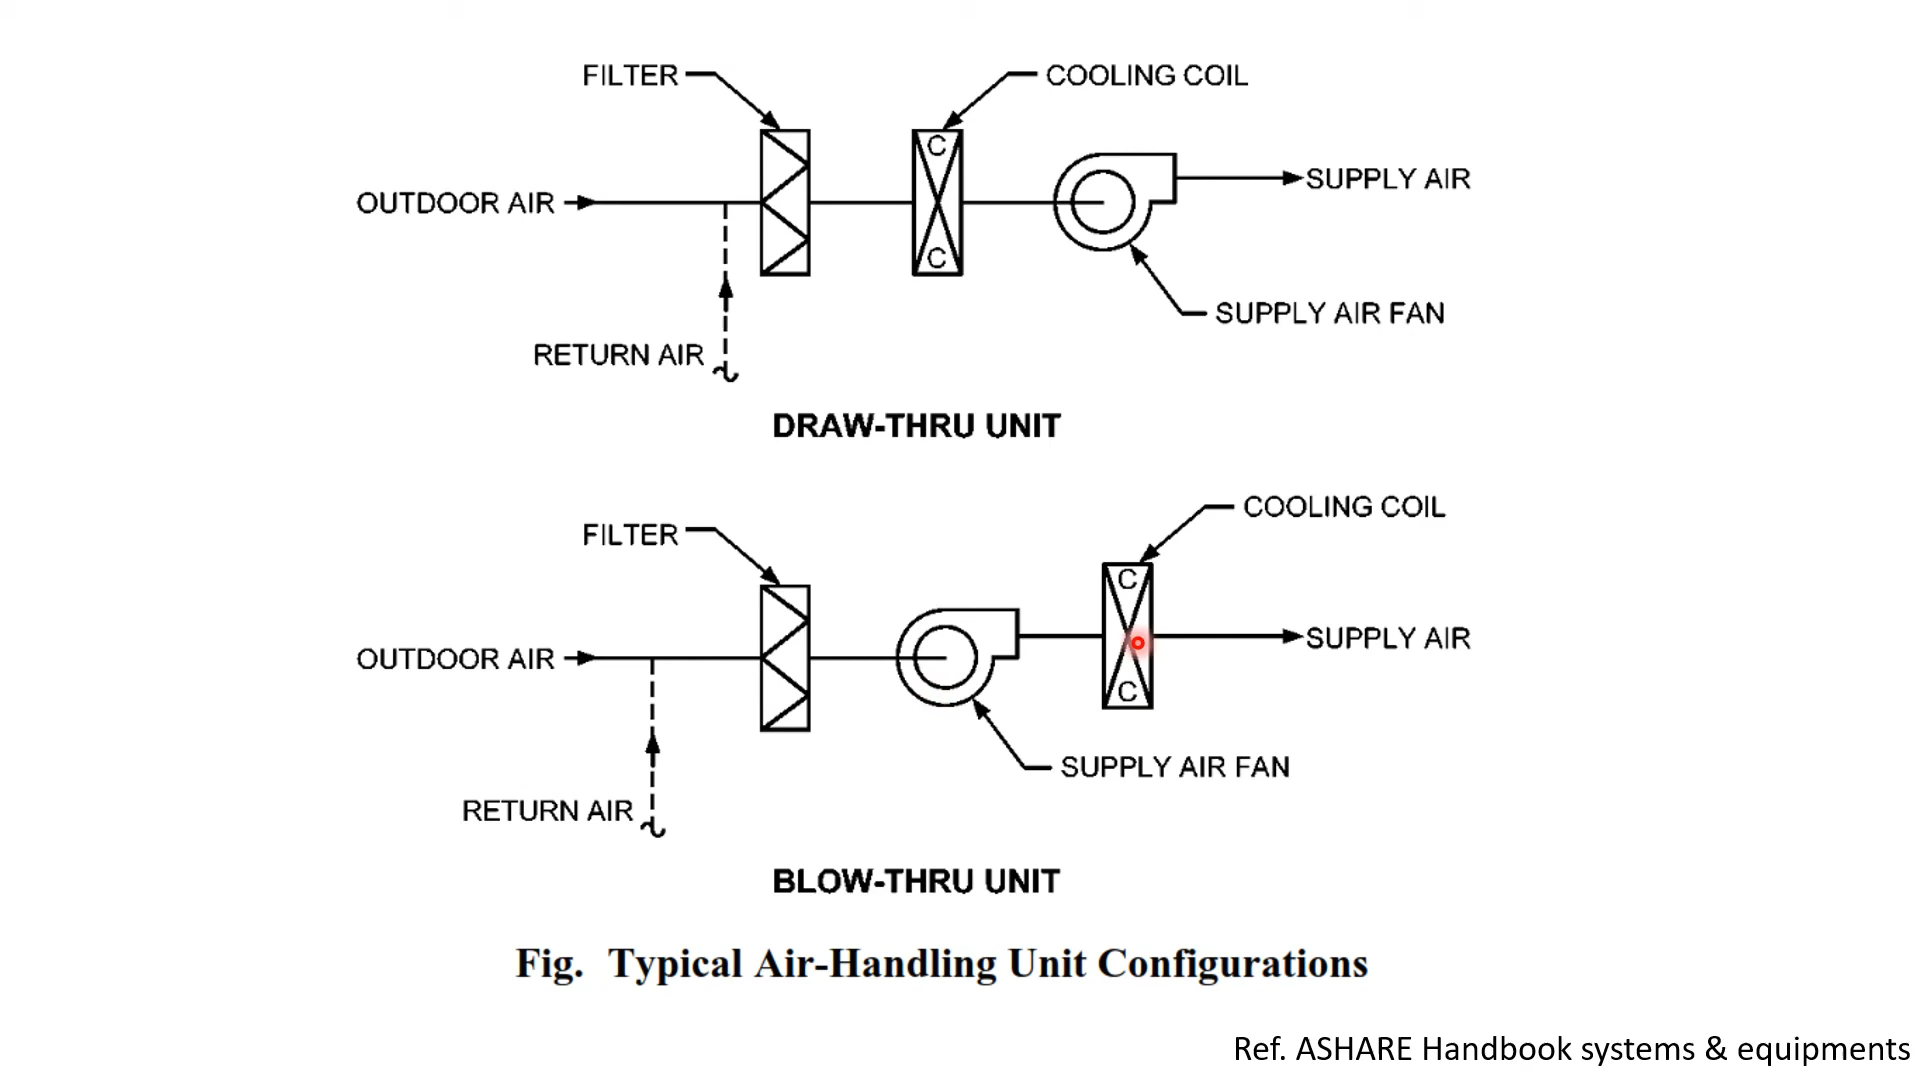 FILTER
COOLING COIL
C
OUTDOOR AIR
SUPPLY AIR
C
SUPPLY AIR FAN
RETURN AIR
DRAW-THRU UNIT
COOLING COIL
FILTER
C
OUTDOOR AIR
SUPPLY AIR
C
SUPPLY AIR FAN
RETURN AIR
BLOW-THRU UNIT
Fig. Typical Air-Handling Unit Configurations
Ref. ASHARE Handbook systems & equipments